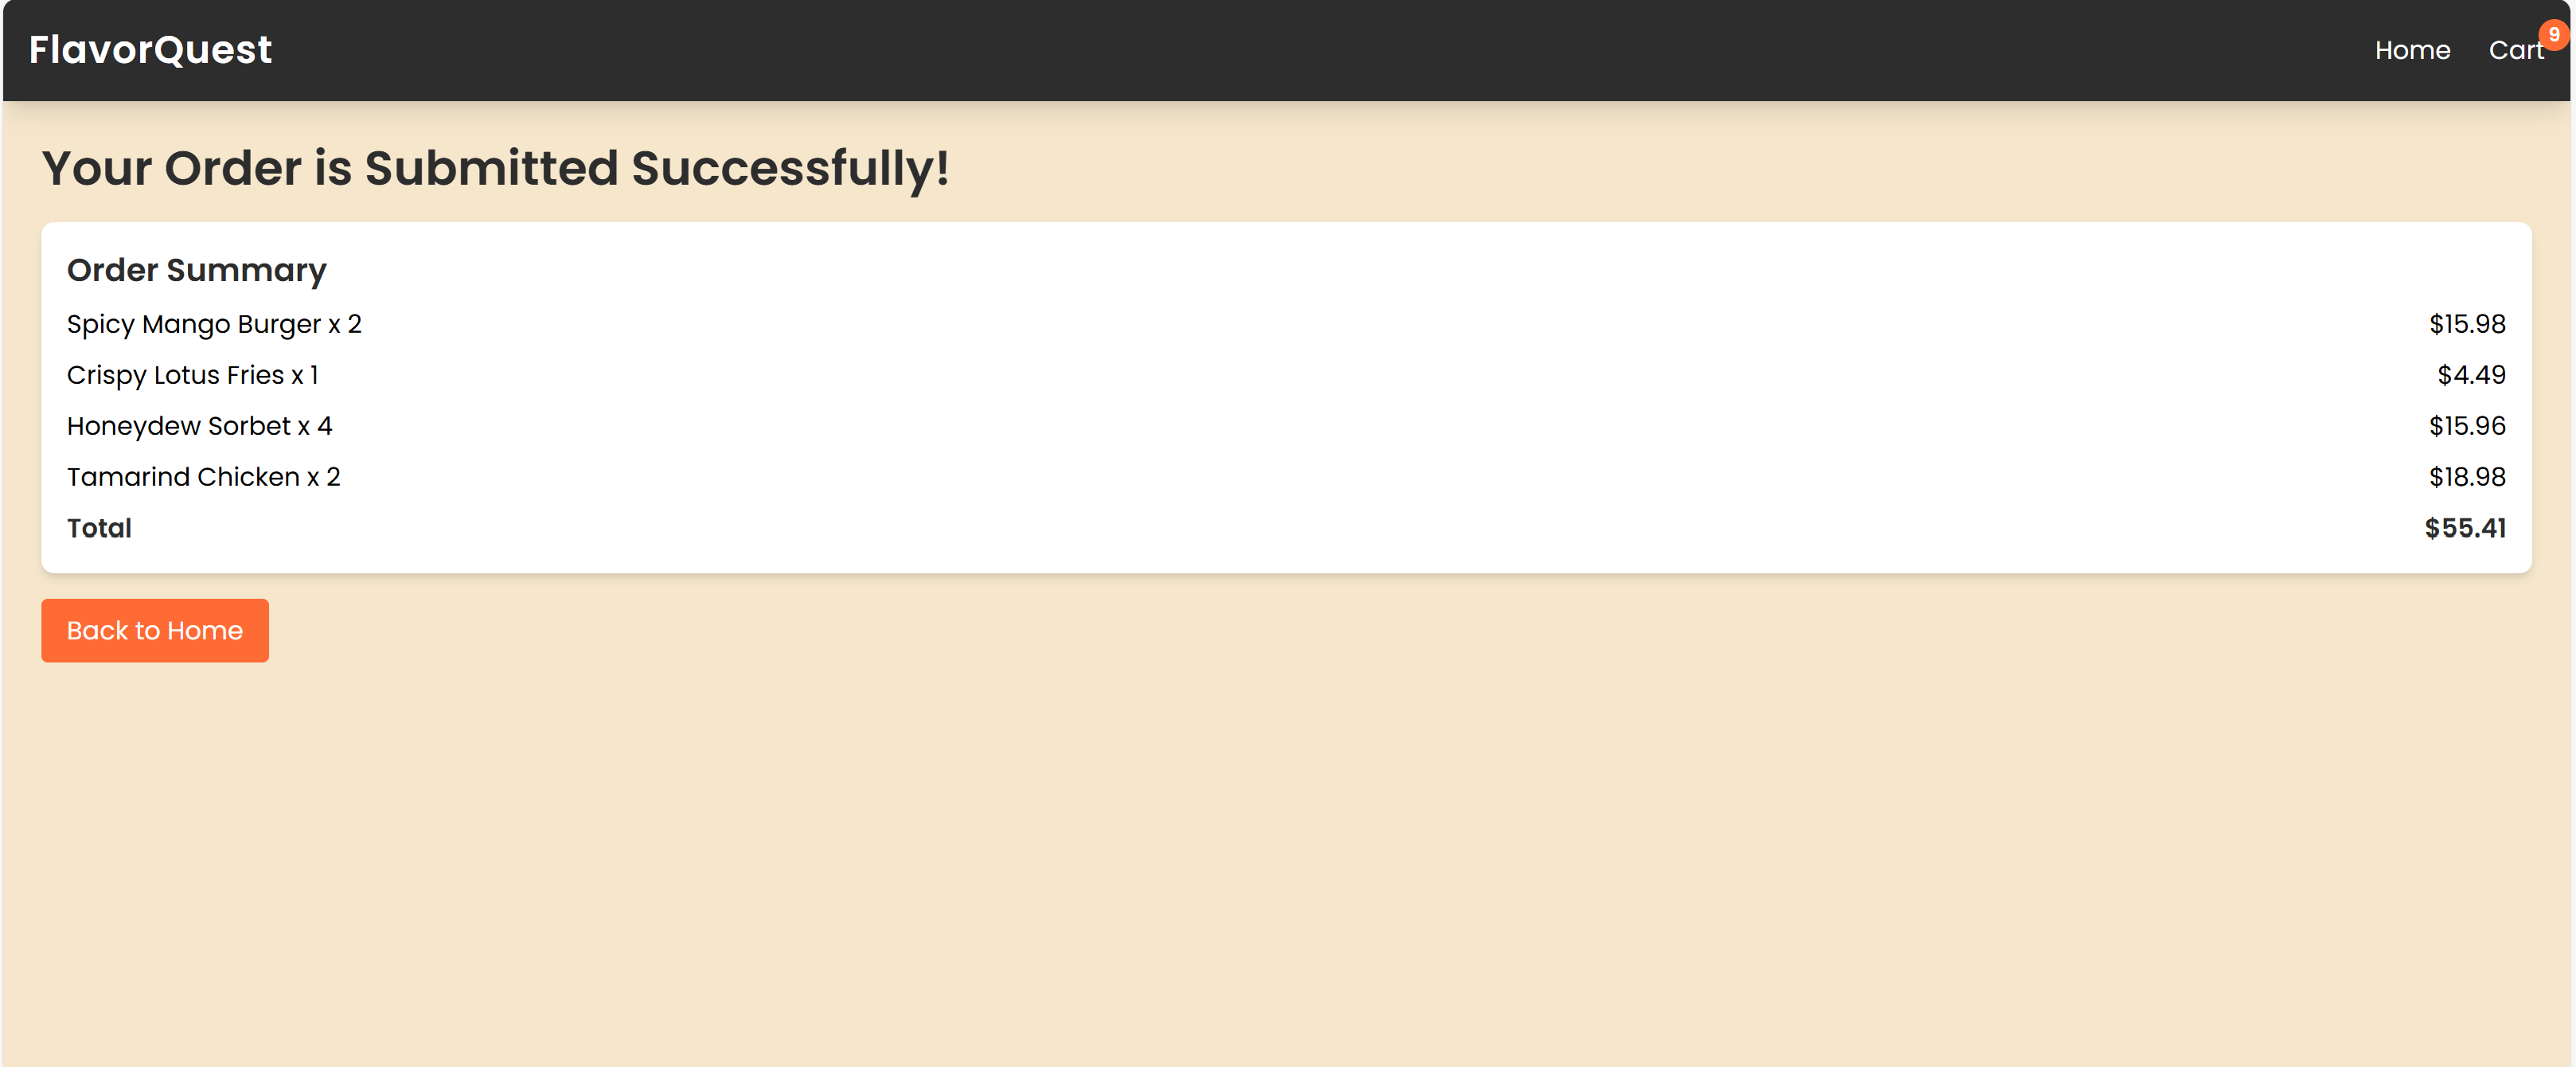 FlavorQuest
Home Cart 9
Your Order is Submitted Successfully!
Order Summary
Spicy Mango Burger x 2 $15.98
Crispy Lotus Fries x 1 $4.49
Honeydew Sorbet x 4 $15.96
Tamarind Chicken x 2 $18.98
Total $55.41
Back to Home